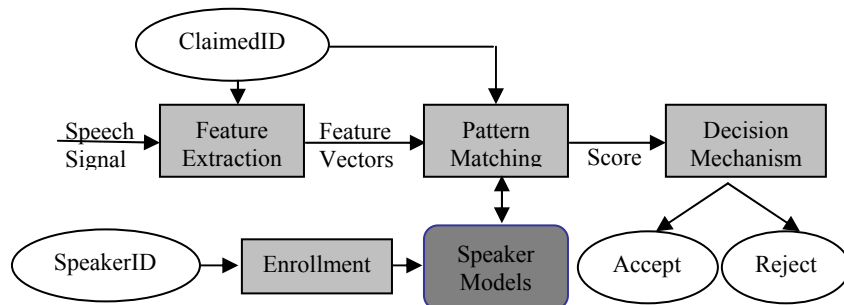 ClaimedID
Speech
Signal
Feature
Extraction
Feature
Vectors
Pattern
Matching
Score
Decision
Mechanism
SpeakerID
Enrollment
Speaker
Models
Accept
Reject